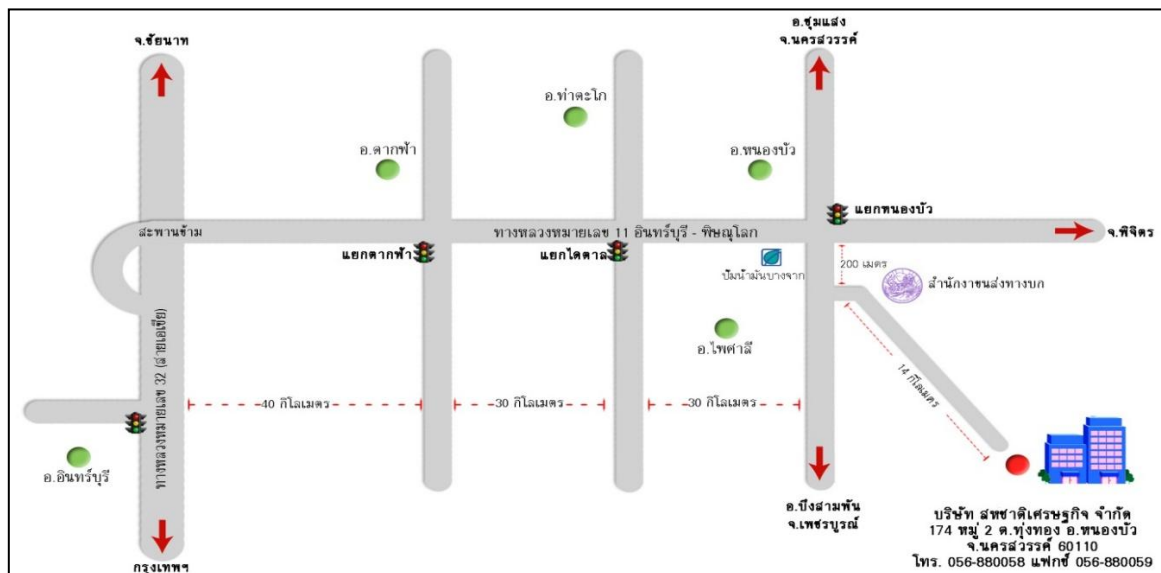 จ.ชัยนาท
อ.ชุมแสง
จ.นครสวรรค์
อ.ท่าตะโก
อ.ตากฟ้า
อ.หนองบัว
แยกหนองบัว
สะพานข้าม
ทางหลวงหมายเลข 11 อินทร์บุรี - พิษณุโลก
จ.พิจิตร
แยกตากฟ้า
แยกไดตาล
ปั๊มน้ำมันบางจาก
200 เมตร
สำนักงาขนส่งทางบก
ทางหลวงหมายเลข 32 (สายเอเชีย)
อ.ไพศาลี
14 กิโลเมตร
40 กิโลเมตร
30 กิโลเมตร
30 กิโลเมตร
อ.อินทร์บุรี
อ.บึงสามพัน
จ.เพชรบูรณ์
กรุงเทพฯ
บริษัท สหชาติเศรษฐกิจ จำกัด
174 หมู่ 2 ต.ทุ่งทอง อ.หนองบัว
จ.นครสวรรค์ 60110
โทร. 056-880058 แฟกซ์ 056-880059